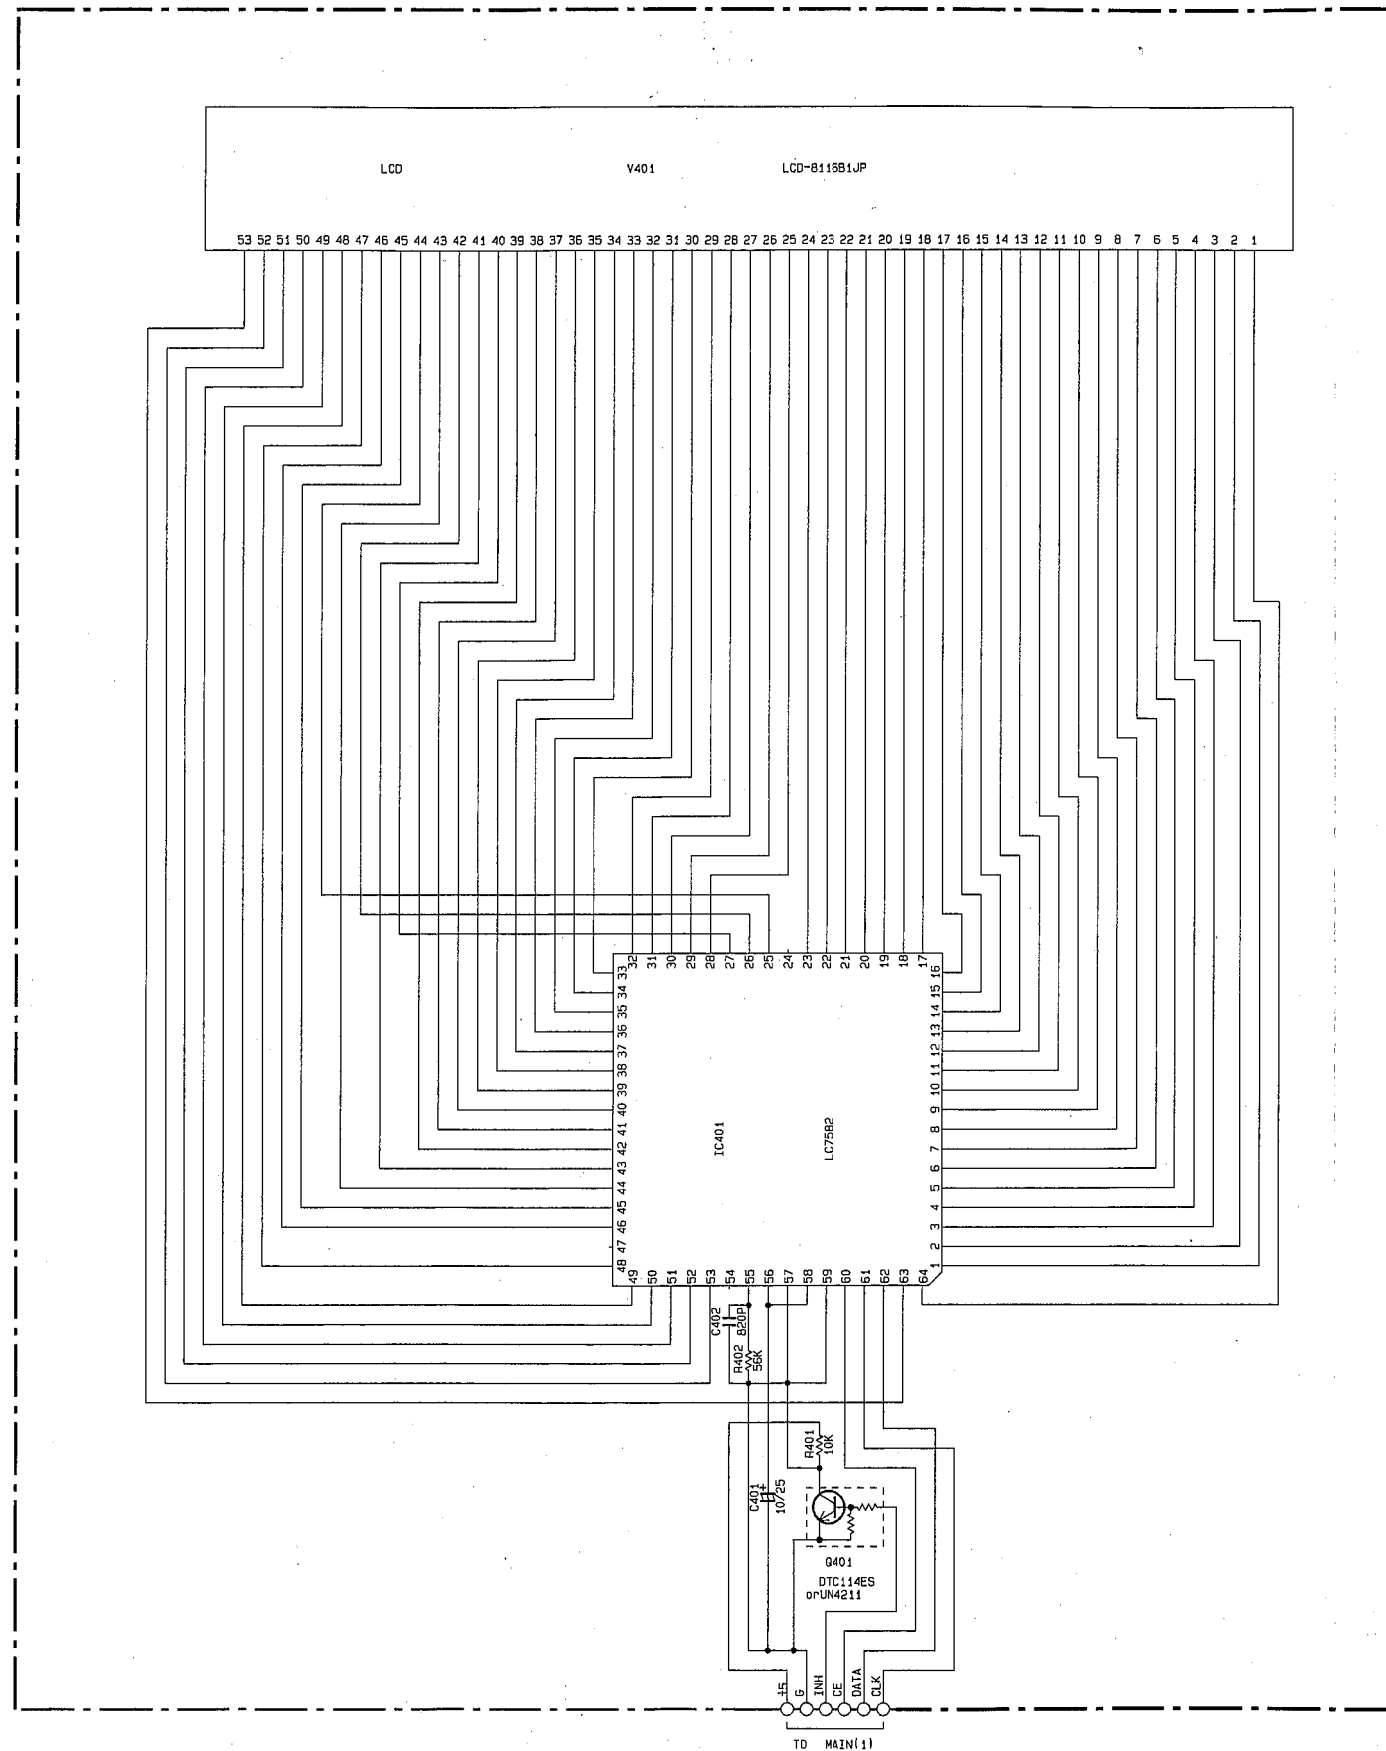 LCD V401 LCD-8115B1JP
53 52 51 50 49 48 47 46 45 44 43 42 41 40 39 38 37 36 35 34 33 32 31 30 29 28 27 26 25 24 23 22 21 20 19 18 17 16 15 14 13 12 11 10 9 8 7 6 5 4 3 2 1
32 31 30 29 28 27 26 25 24 23 22 21 20 19 18 17
33 34 35 36 37 38 39 40 41 42 43 44 45 46 47 48
16 15 14 13 12 11 10 9 8 7 6 5 4 3 2 1
IC401
LC7582
49 50 51 52 53 54 55 56 57 58 59 60 61 62 63 64
C402
820P
R402
56K
R401
10K
C401
+
10/25
Q401
DTC114ES
orUN4211
+5 G INH CE DATA CLK
TO MAIN(1)